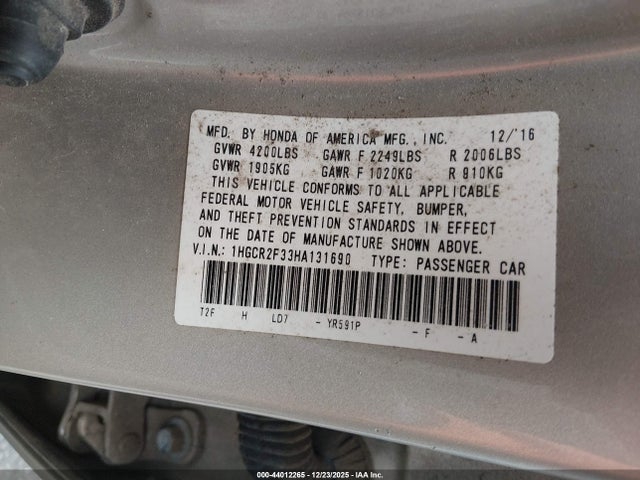 MFD. BY HONDA OF AMERICA MFG., INC. 12/'16
GVWR 4200LBS GAWR F 2249LBS R 2006LBS
GVWR 1905KG GAWR F 1020KG R 910KG
THIS VEHICLE CONFORMS TO ALL APPLICABLE
FEDERAL MOTOR VEHICLE SAFETY, BUMPER,
AND THEFT PREVENTION STANDARDS IN EFFECT
ON THE DATE OF MANUFACTURE SHOWN ABOVE.
V.I.N.: 1HGCR2F33HA131690 TYPE: PASSENGER CAR
T2F H LD7 - YR591P - F - A
000-44012265 - 12/23/2025 - IAA Inc.